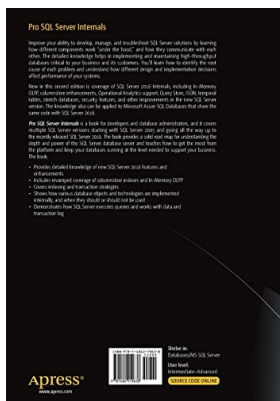 Pro SQL Server Internals
Improve your ability to develop, manage, and troubleshoot SQL Server solutions by learning
how different components work "under the hood," and how they communicate with each
other. The detailed knowledge helps in implementing and maintaining high-throughput
databases critical to your business and its customers. You'll learn how to identify the root
cause of each problem and understand how different design and implementation decisions
affect performance of your systems.
New in this second edition is coverage of SQL Server 2016 Internals, including In-Memory
OLTP, columnstore enhancements, Operational Analytics support, Query Store, JSON, temporal
tables, stretch databases, security features, and other improvements in the new SQL Server
version. The knowledge also can be applied to Microsoft Azure SQL Databases that share the
same code with SQL Server 2016.
Pro SQL Server Internals is a book for developers and database administrators, and it covers
multiple SQL Server versions starting with SQL Server 2005 and going all the way up to
the recently released SQL Server 2016. The book provides a solid road map for understanding the
depth and power of the SQL Server database server and teaches how to get the most from
the platform and keep your databases running at the level needed to support your business.
The book:
• Provides detailed knowledge of new SQL Server 2016 features and
enhancements
• Includes revamped coverage of columnstore indexes and In-Memory OLTP
• Covers indexing and transaction strategies
• Shows how various database objects and technologies are implemented
internally, and when they should or should not be used
• Demonstrates how SQL Server executes queries and works with data and
transaction log
Shelve in:
Databases/MS SQL Server
User level:
Intermediate–Advanced
SOURCE CODE ONLINE
Apress®
www.apress.com